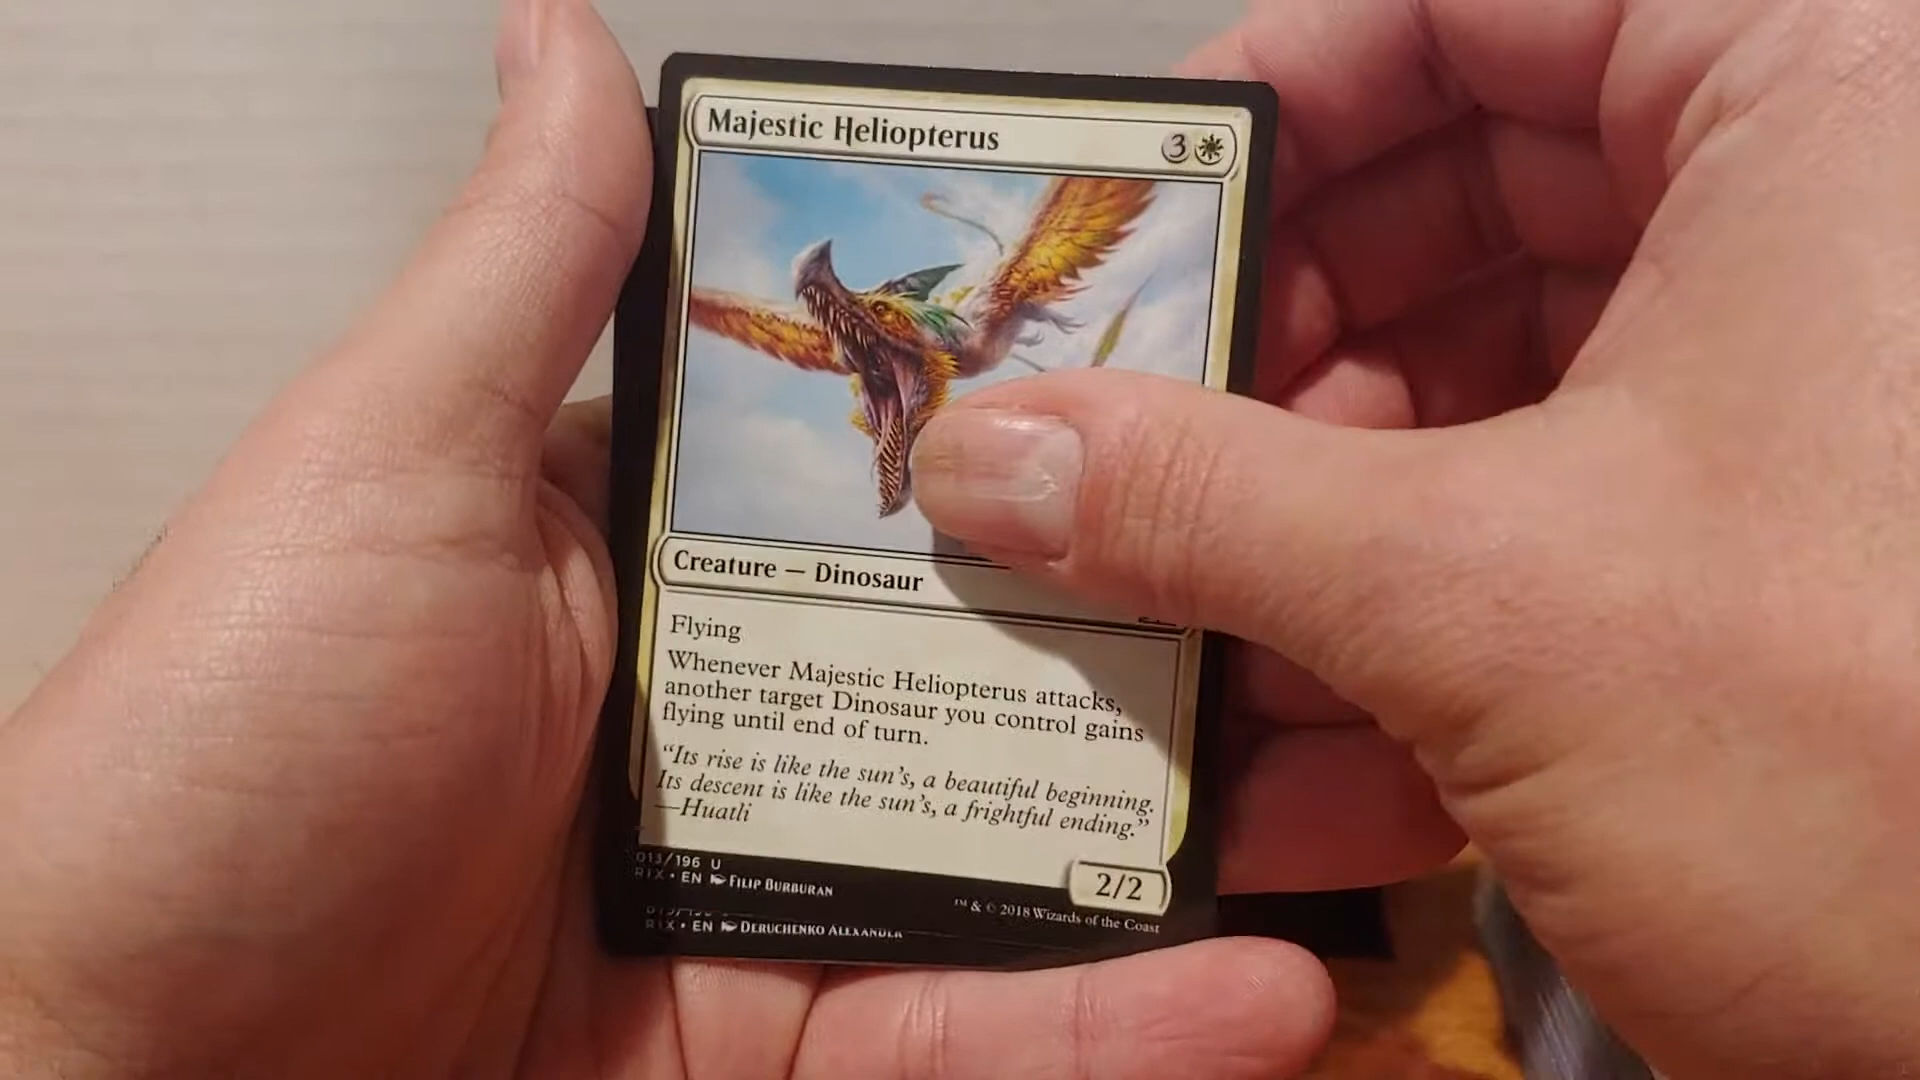 Majestic Heliopterus 3
Creature — Dinosaur
Flying
Whenever Majestic Heliopterus attacks,
another target Dinosaur you control gains
flying until end of turn.
“Its rise is like the sun’s, a beautiful beginning.
Its descent is like the sun’s, a frightful ending.”
—Huatli
2/2
013/196 U
RIX • EN Filip Burburan
™ & © 2018 Wizards of the Coast
RIX • EN Deruchenko Alexander